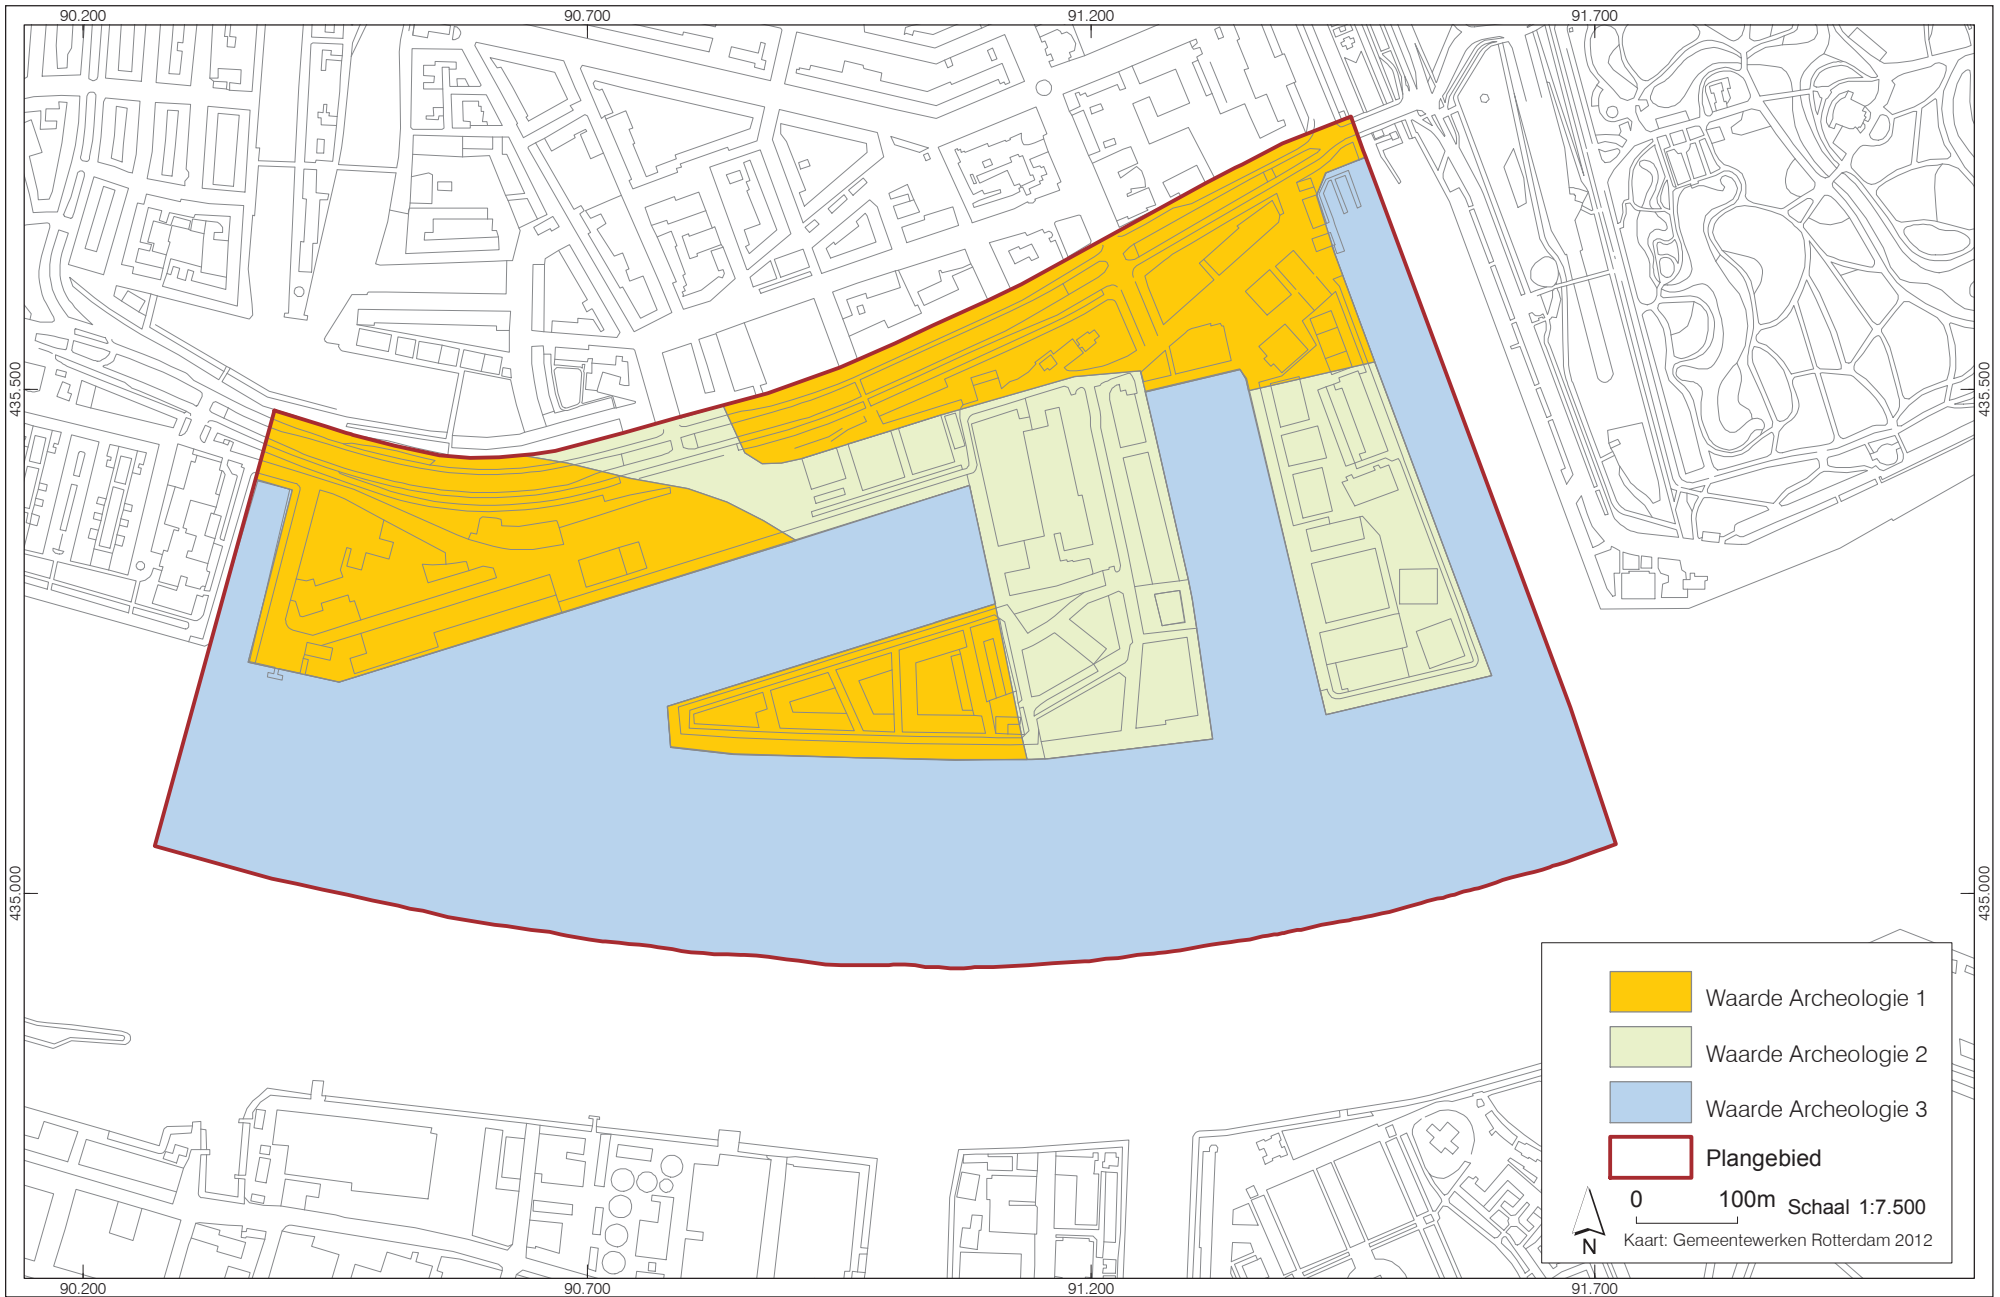 90.200
90.700
91.200
91.700
435.500
435.500
435.000
435.000
Waarde Archeologie 1
Waarde Archeologie 2
Waarde Archeologie 3
Plangebied
0 100m Schaal 1:7.500
N
Kaart: Gemeentewerken Rotterdam 2012
90.200
90.700
91.200
91.700